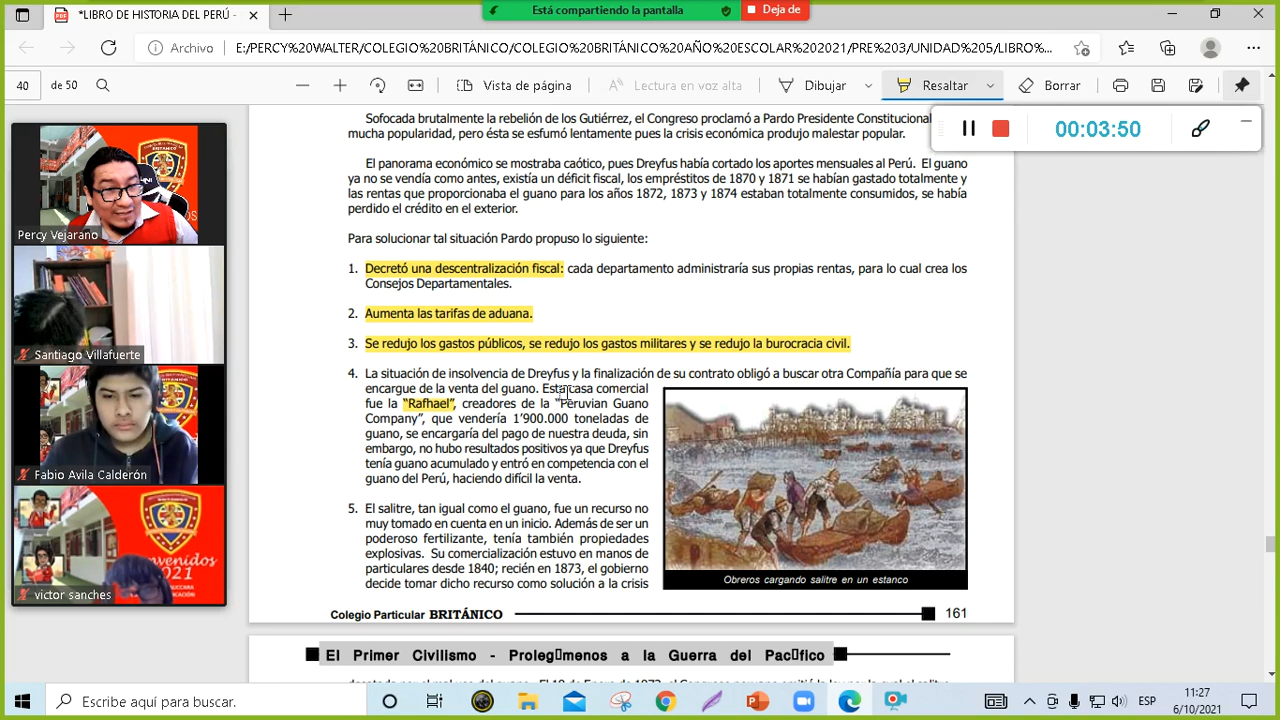 Está compartiendo la pantalla
Deja de
*LIBRO DE HISTORIA DEL PERÚ -
Archivo
E:/PERCY%20WALTER/COLEGIO%20BRITÁNICO/COLEGIO%20BRITÁNICO%20AÑO%20ESCOLAR%202021/PRE%203/UNIDAD%205/LIBRO%...
40 de 50
Vista de página
Lectura en voz alta
Dibujar
Resaltar
Borrar
00:03:50
Sofocada brutalmente la rebelión de los Gutiérrez, el Congreso proclamó a Pardo Presidente Constitucional
mucha popularidad, pero ésta se esfumó lentamente pues la crisis económica produjo malestar popular.
El panorama económico se mostraba caótico, pues Dreyfus había cortado los aportes mensuales al Perú. El guano
ya no se vendía como antes, existía un déficit fiscal, los empréstitos de 1870 y 1871 se habían gastado totalmente y
las rentas que proporcionaba el guano para los años 1872, 1873 y 1874 estaban totalmente consumidos, se había
perdido el crédito en el exterior.
Para solucionar tal situación Pardo propuso lo siguiente:
1. Decretó una descentralización fiscal: cada departamento administraría sus propias rentas, para lo cual crea los
Consejos Departamentales.
2. Aumenta las tarifas de aduana.
3. Se redujo los gastos públicos, se redujo los gastos militares y se redujo la burocracia civil.
4. La situación de insolvencia de Dreyfus y la finalización de su contrato obligó a buscar otra Compañía para que se
encargue de la venta del guano. Esta casa comercial
fue la “Rafhael”, creadores de la “Peruvian Guano
Company”, que vendería 1’900.000 toneladas de
guano, se encargaría del pago de nuestra deuda, sin
embargo, no hubo resultados positivos ya que Dreyfus
tenía guano acumulado y entró en competencia con el
guano del Perú, haciendo difícil la venta.
5. El salitre, tan igual como el guano, fue un recurso no
muy tomado en cuenta en un inicio. Además de ser un
poderoso fertilizante, tenía también propiedades
explosivas. Su comercialización estuvo en manos de
particulares desde 1840; recién en 1873, el gobierno
decide tomar dicho recurso como solución a la crisis
Obreros cargando salitre en un estanco
Colegio Particular BRITÁNICO
161
El Primer Civilismo - Proleg▯menos a la Guerra del Pac▯fico
Percy Vejarano
Santiago Villafuerte
Fabio Avila Calderón
victor sanches
Escribe aquí para buscar.
ESP
11:27
6/10/2021